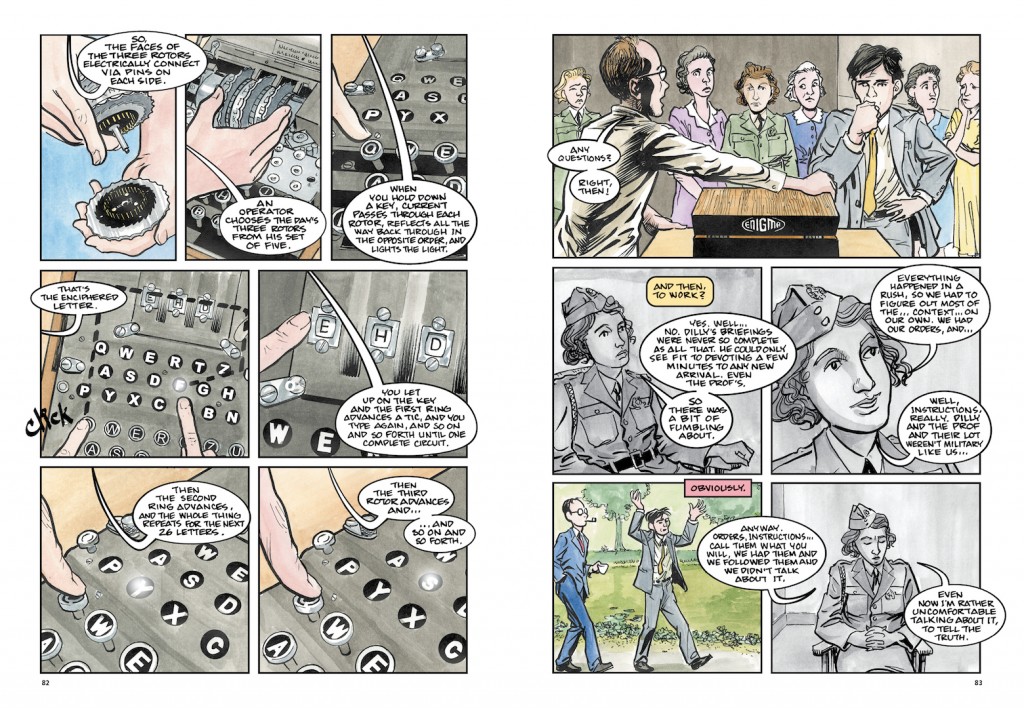 SO,
THE FACES OF
THE THREE ROTORS
ELECTRICALLY CONNECT
VIA PINS ON
EACH SIDE.
AN
OPERATOR
CHOOSES THE DAY'S
THREE ROTORS
FROM HIS SET
OF FIVE.
Q W E
A S D
P Y X
Q W E
WHEN
YOU HOLD DOWN
A KEY, CURRENT
PASSES THROUGH EACH
ROTOR, REFLECTS ALL THE
WAY BACK THROUGH IN
THE OPPOSITE ORDER, AND
LIGHTS THE LIGHT.
THAT'S
THE ENCIPHERED
LETTER.
E H D
Q W E R T Z
A S D F G H
P Y X C B N
CLICK
W E R Z U
A S D
E H D
W E
YOU LET
UP ON THE KEY
AND THE FIRST RING
ADVANCES A TIC, AND YOU
TYPE AGAIN, AND SO ON
AND SO FORTH UNTIL ONE
COMPLETE CIRCUIT.
THEN
THE SECOND
RING ADVANCES,
AND THE WHOLE THING
REPEATS FOR THE NEXT
26 LETTERS.
Q W E
A S D
P Y X C
W
A E
THEN
THE THIRD
ROTOR ADVANCES
AND...
...AND
SO ON AND
SO FORTH.
Q W E
A S D
P Y X C
W
A E
82
ANY
QUESTIONS?
RIGHT,
THEN!
ENIGMA
AND THEN,
TO WORK?
YES. WELL...
NO. DILLY'S BRIEFINGS
WERE NEVER SO COMPLETE
AS ALL THAT. HE COULD ONLY
SEE FIT TO DEVOTING A FEW
MINUTES TO ANY NEW
ARRIVAL. EVEN
THE PROF'S.
SO
THERE WAS
A BIT OF
FUMBLING
ABOUT.
EVERYTHING
HAPPENED IN A
RUSH, SO WE HAD TO
FIGURE OUT MOST OF
THE... CONTEXT... ON
OUR OWN. WE HAD
OUR ORDERS, AND...
WELL,
INSTRUCTIONS,
REALLY. DILLY
AND THE PROF
AND THEIR LOT
WEREN'T MILITARY
LIKE US...
OBVIOUSLY.
ANYWAY.
ORDERS, INSTRUCTIONS...
CALL THEM WHAT YOU
WILL, WE HAD THEM AND
WE FOLLOWED THEM AND
WE DIDN'T TALK
ABOUT IT.
EVEN
NOW I'M RATHER
UNCOMFORTABLE
TALKING ABOUT IT,
TO TELL THE
TRUTH.
83